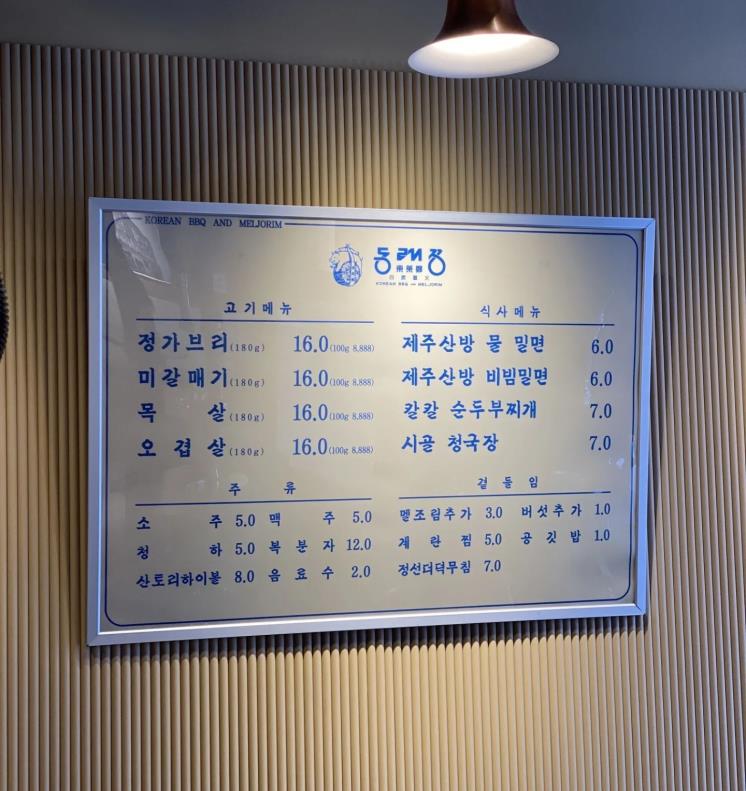 KOREAN BBQ AND MELJORIM
동래정
東萊鄭
KOREAN BBQ AND MELJORIM
고기메뉴
정가브리(180g) 16.0(100g 8,888)
미갈매기(180g) 16.0(100g 8,888)
목살(180g) 16.0(100g 8,888)
오겹살(180g) 16.0(100g 8,888)
식사메뉴
제주산방 물 밀면 6.0
제주산방 비빔밀면 6.0
칼칼 순두부찌개 7.0
시골 청국장 7.0
주류
소주 5.0 맥주 5.0
청하 5.0 복분자 12.0
산토리하이볼 8.0 음료수 2.0
곁들임
멜조림추가 3.0 버섯추가 1.0
계란찜 5.0 공깃밥 1.0
정선더덕무침 7.0